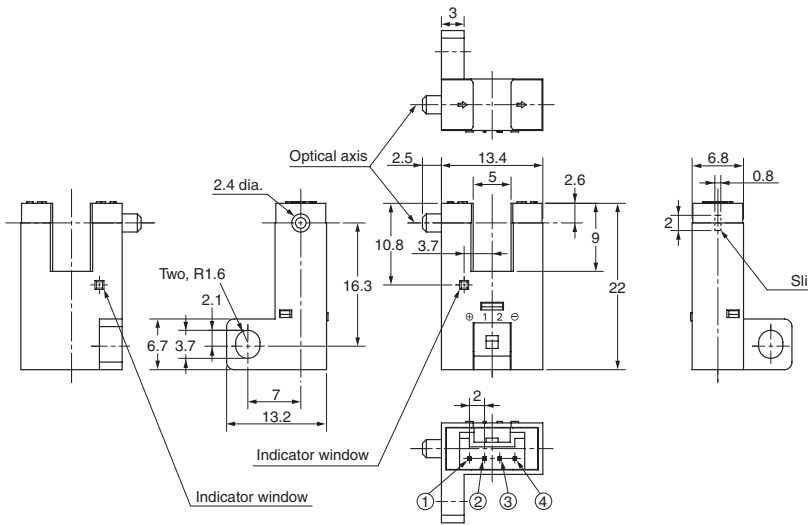 3
Optical axis
2.5
13.4
5
2.6
6.8
0.8
2.4 dia.
2
10.8
3.7
9
16.3
22
Two, R1.6
2.1
6.7
3.7
⊕ 1 2 ⊖
Sli
7
13.2
2
Indicator window
Indicator window
① ② ③ ④